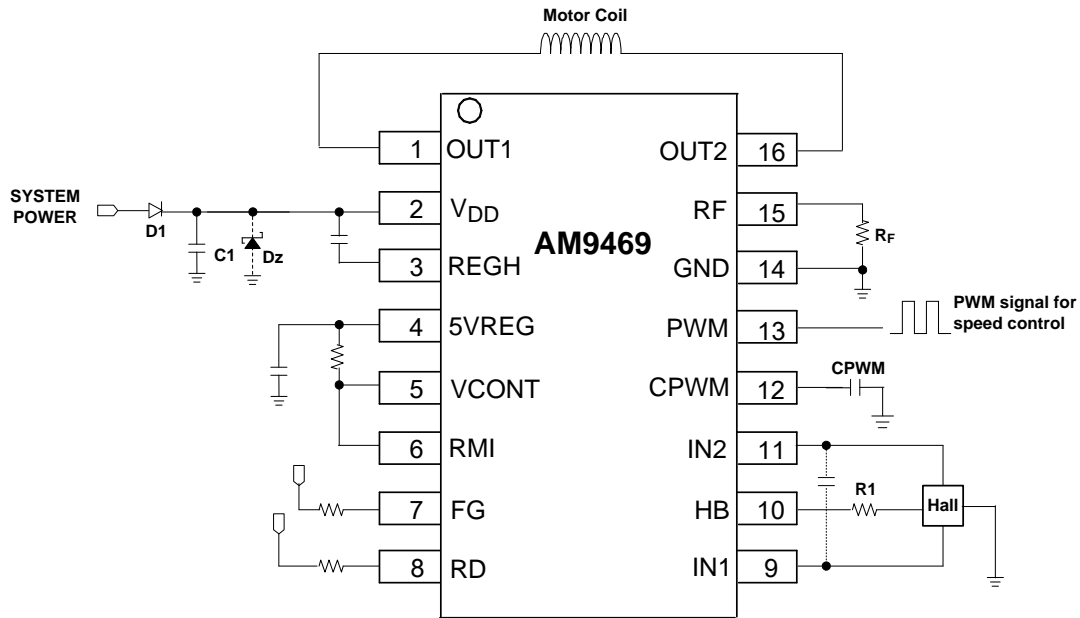 Motor Coil
1 OUT1
OUT2 16
SYSTEM
POWER
D1
C1
Dz
2 VDD
RF 15
RF
AM9469
3 REGH
GND 14
4 5VREG
PWM 13
PWM signal for
speed control
5 VCONT
CPWM 12
CPWM
6 RMI
IN2 11
7 FG
HB 10
R1
Hall
8 RD
IN1 9